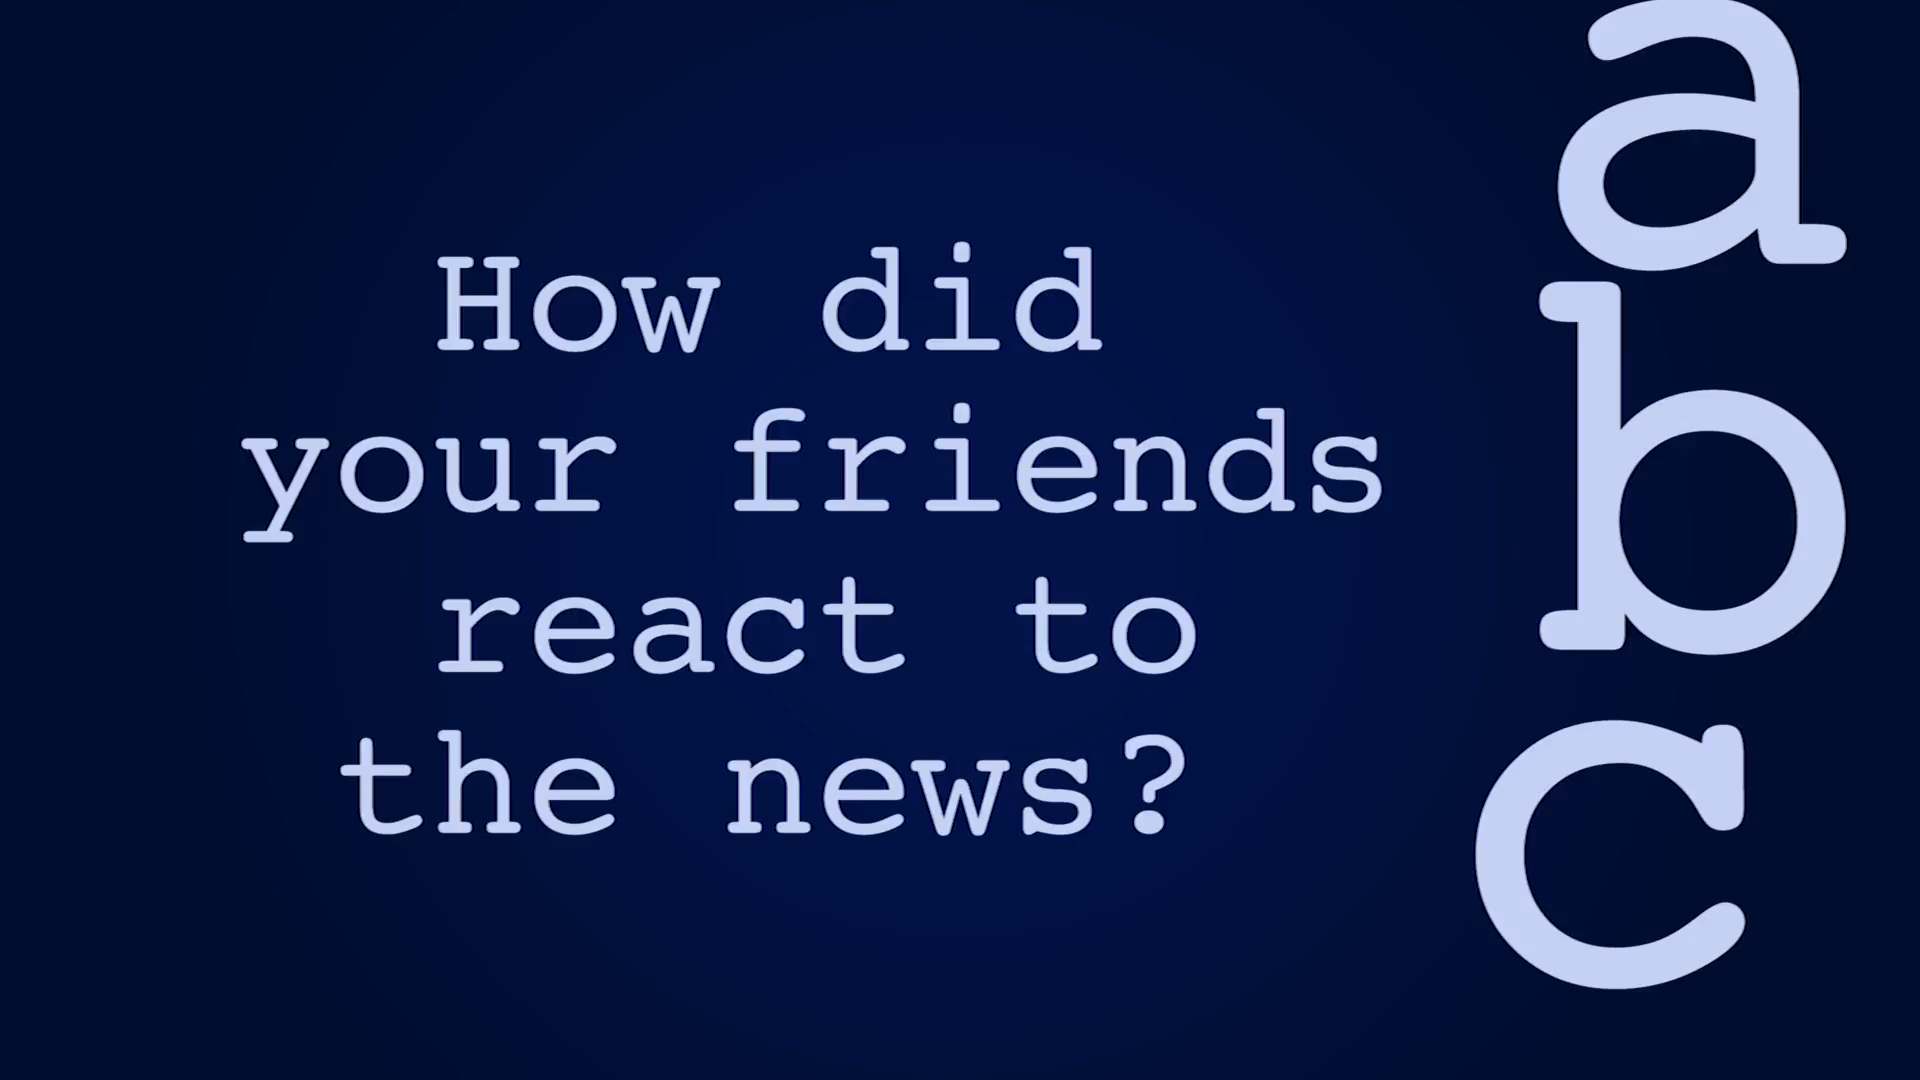 How did
your friends
react to
the news?
a
b
c